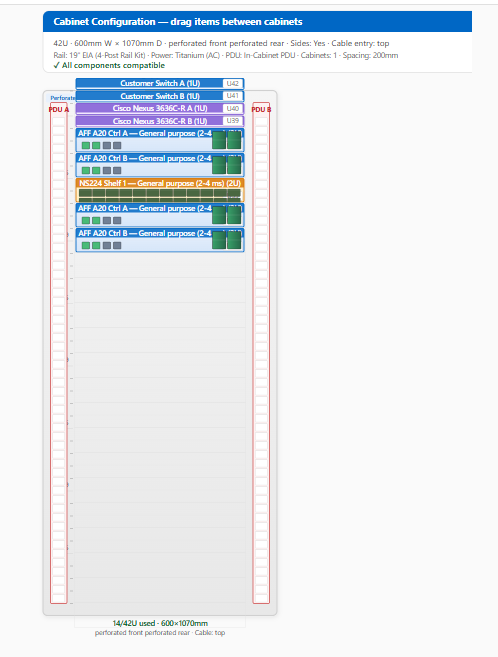 Cabinet Configuration — drag items between cabinets
42U · 600mm W × 1070mm D · perforated front perforated rear · Sides: Yes · Cable entry: top
Rail: 19" EIA (4-Post Rail Kit) · Power: Titanium (AC) · PDU: In-Cabinet PDU · Cabinets: 1 · Spacing: 200mm
✓ All components compatible
Customer Switch A (1U) U42
Perforate
Customer Switch B (1U) U41
PDU A
Cisco Nexus 3636C-R A (1U) U40
PDU B
Cisco Nexus 3636C-R B (1U) U39
AFF A20 Ctrl A — General purpose (2-4
AFF A20 Ctrl B — General purpose (2-4
NS224 Shelf 1 — General purpose (2-4 ms) (2U)
AFF A20 Ctrl A — General purpose (2-4
AFF A20 Ctrl B — General purpose (2-4
14/42U used · 600×1070mm
perforated front perforated rear · Cable: top